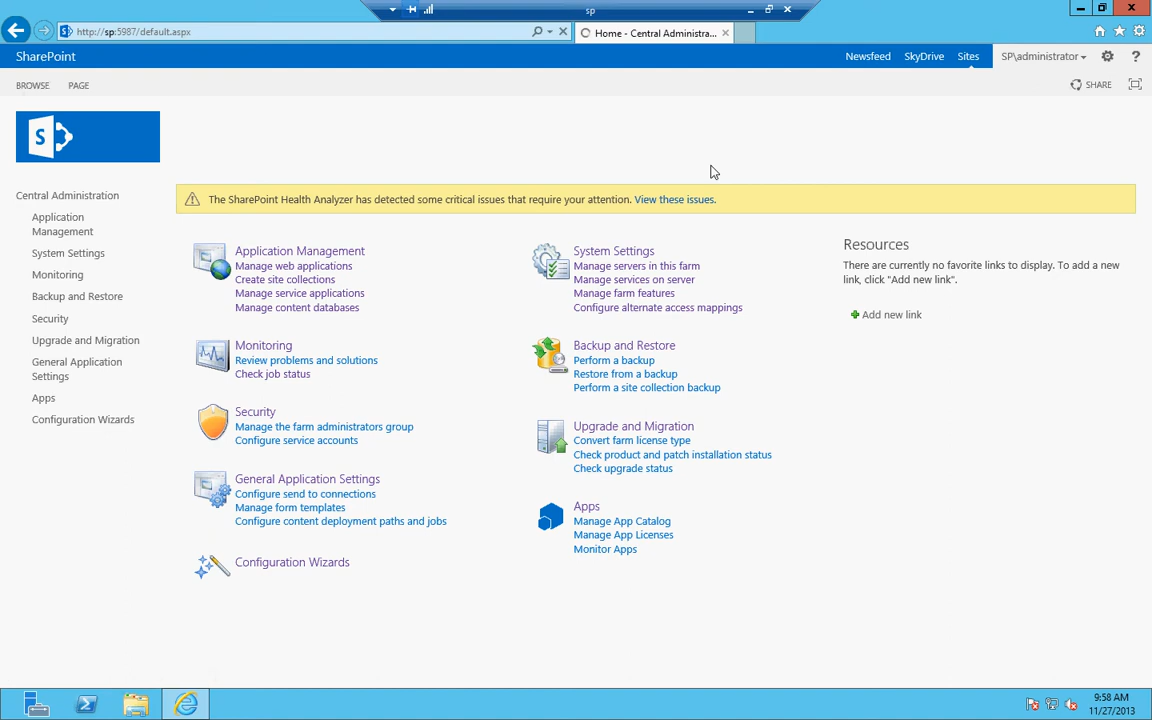 sp
http://sp:5987/default.aspx
Home - Central Administra...
SharePoint
Newsfeed
SkyDrive
Sites
SP\administrator
?
BROWSE
PAGE
SHARE
S
The SharePoint Health Analyzer has detected some critical issues that require your attention. View these issues.
Central Administration
Application
Management
System Settings
Monitoring
Backup and Restore
Security
Upgrade and Migration
General Application
Settings
Apps
Configuration Wizards
Application Management
Manage web applications
Create site collections
Manage service applications
Manage content databases
Monitoring
Review problems and solutions
Check job status
Security
Manage the farm administrators group
Configure service accounts
General Application Settings
Configure send to connections
Manage form templates
Configure content deployment paths and jobs
Configuration Wizards
System Settings
Manage servers in this farm
Manage services on server
Manage farm features
Configure alternate access mappings
Backup and Restore
Perform a backup
Restore from a backup
Perform a site collection backup
Upgrade and Migration
Convert farm license type
Check product and patch installation status
Check upgrade status
Apps
Manage App Catalog
Manage App Licenses
Monitor Apps
Resources
There are currently no favorite links to display. To add a new
link, click "Add new link".
Add new link
9:58 AM
11/27/2013